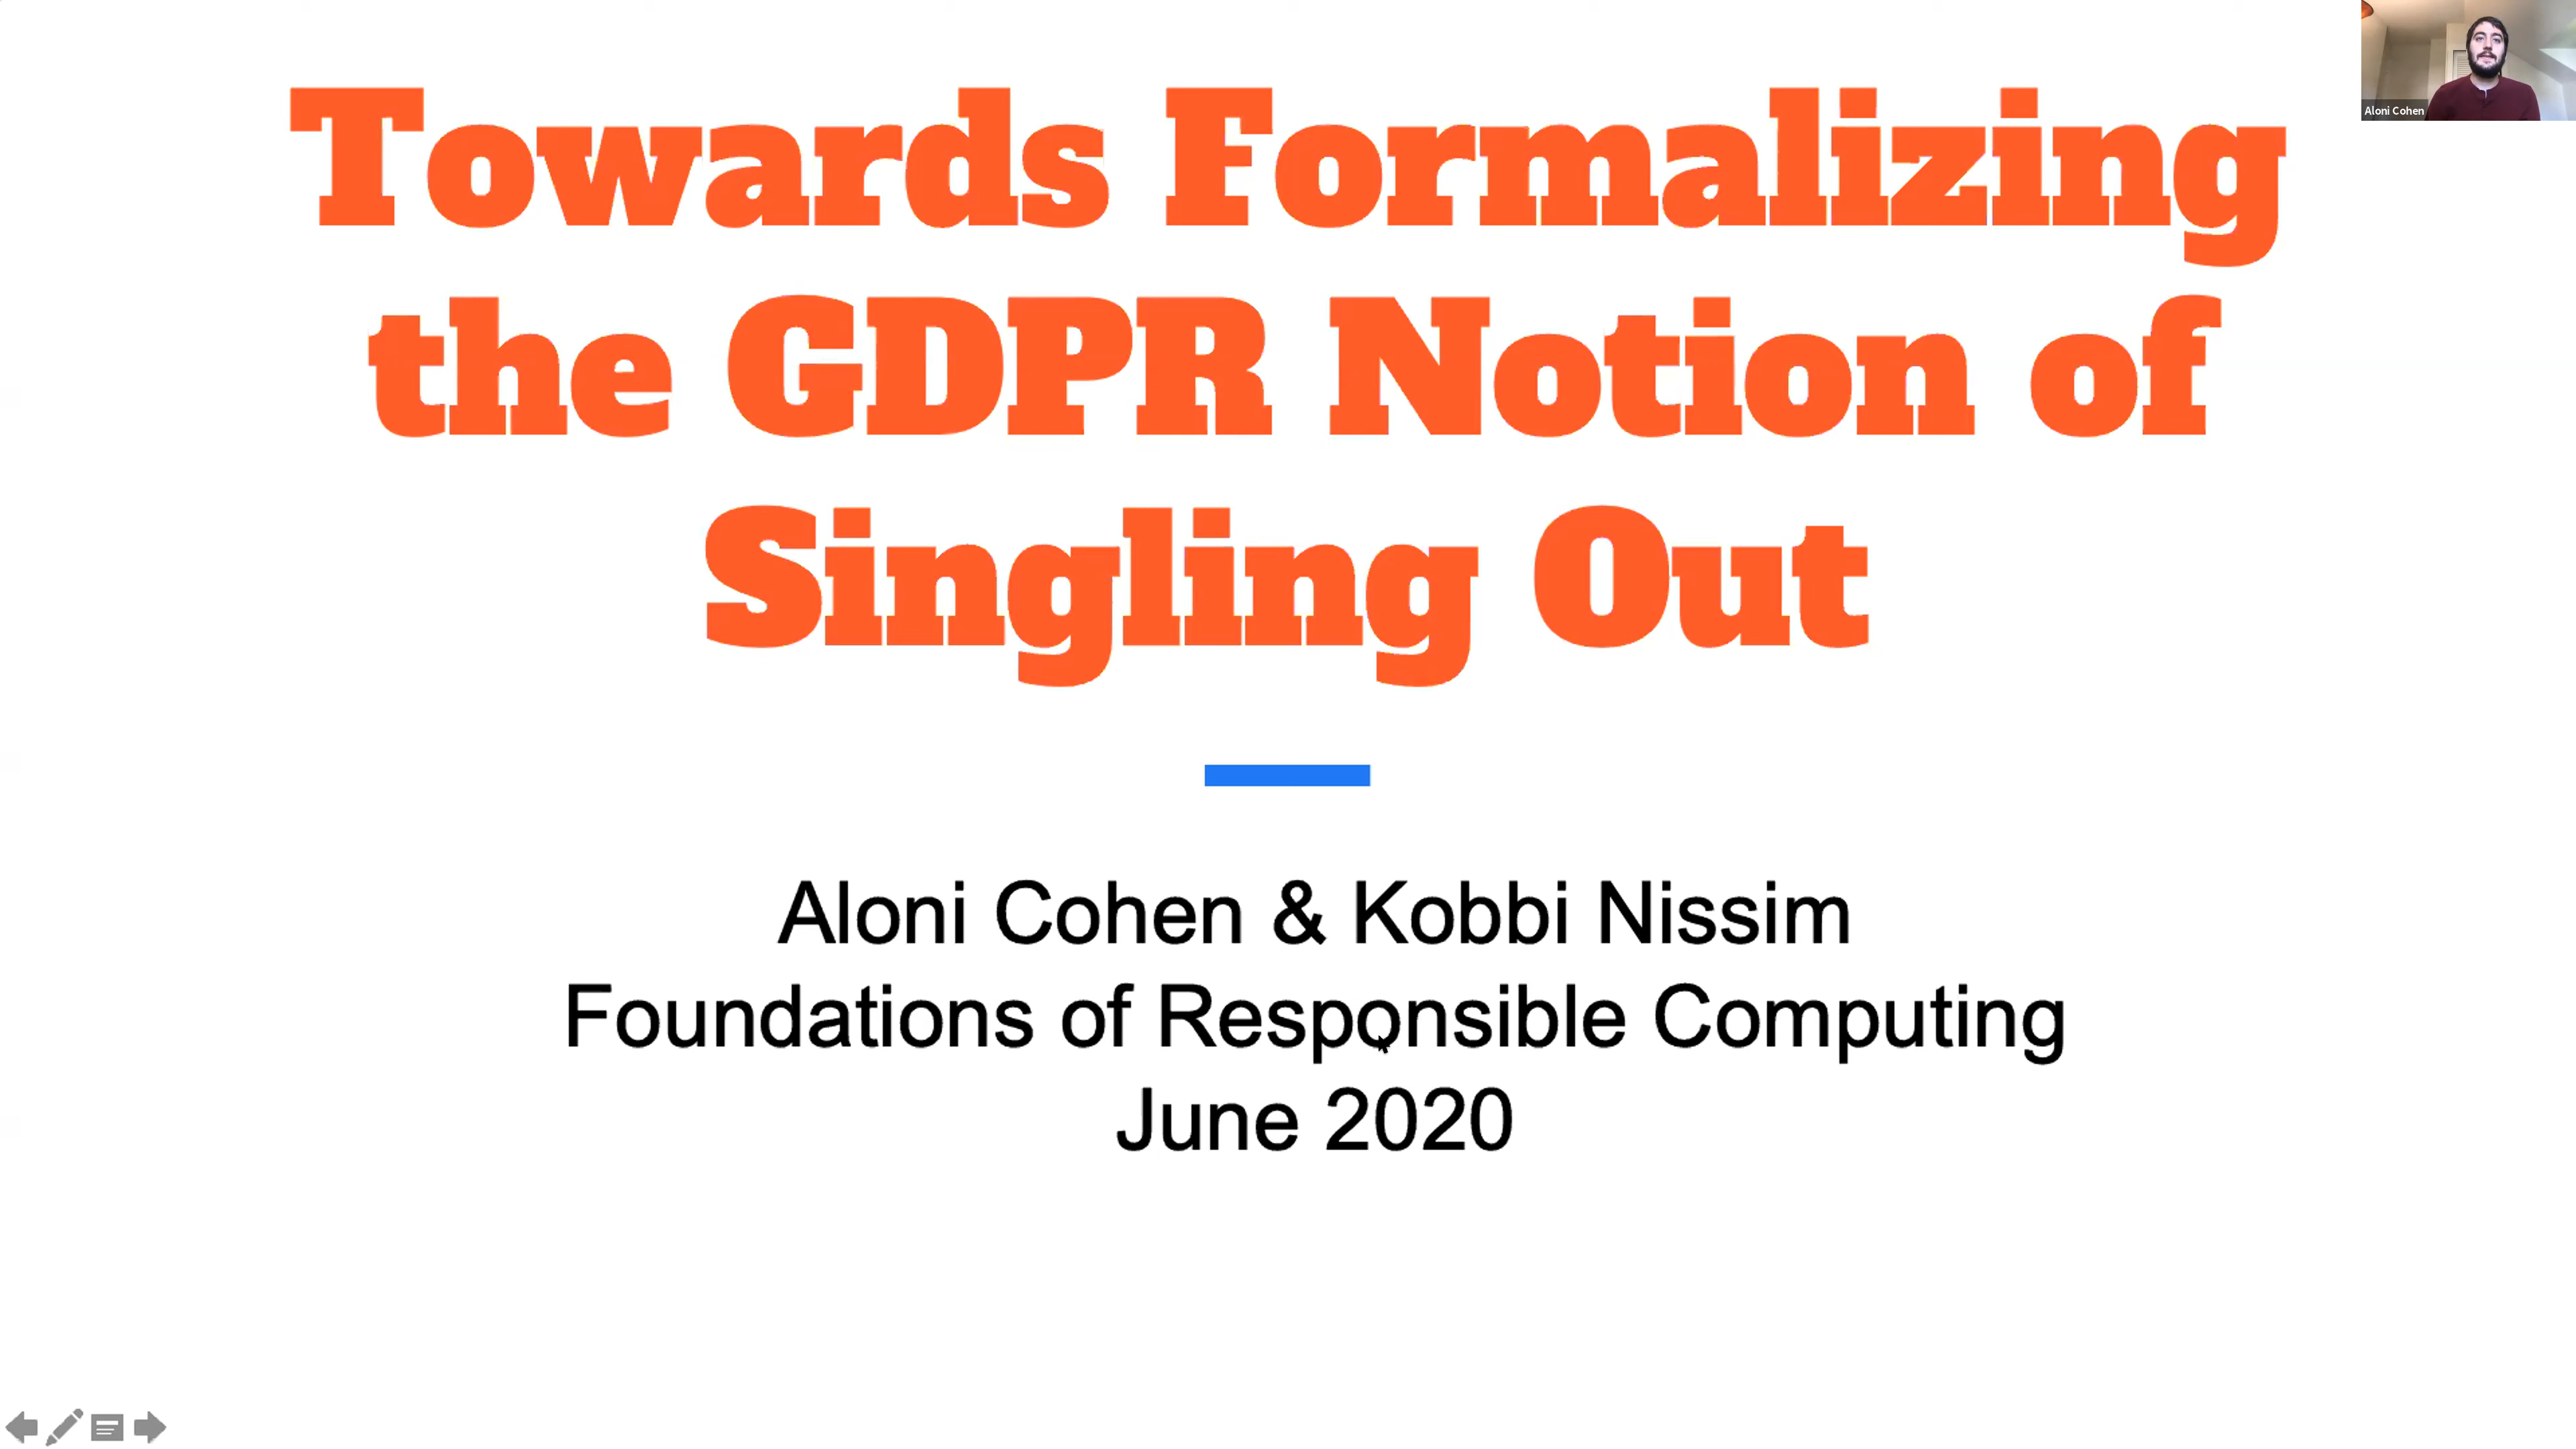 Towards Formalizing
the GDPR Notion of
Singling Out
Aloni Cohen & Kobbi Nissim
Foundations of Responsible Computing
June 2020
Aloni Cohen